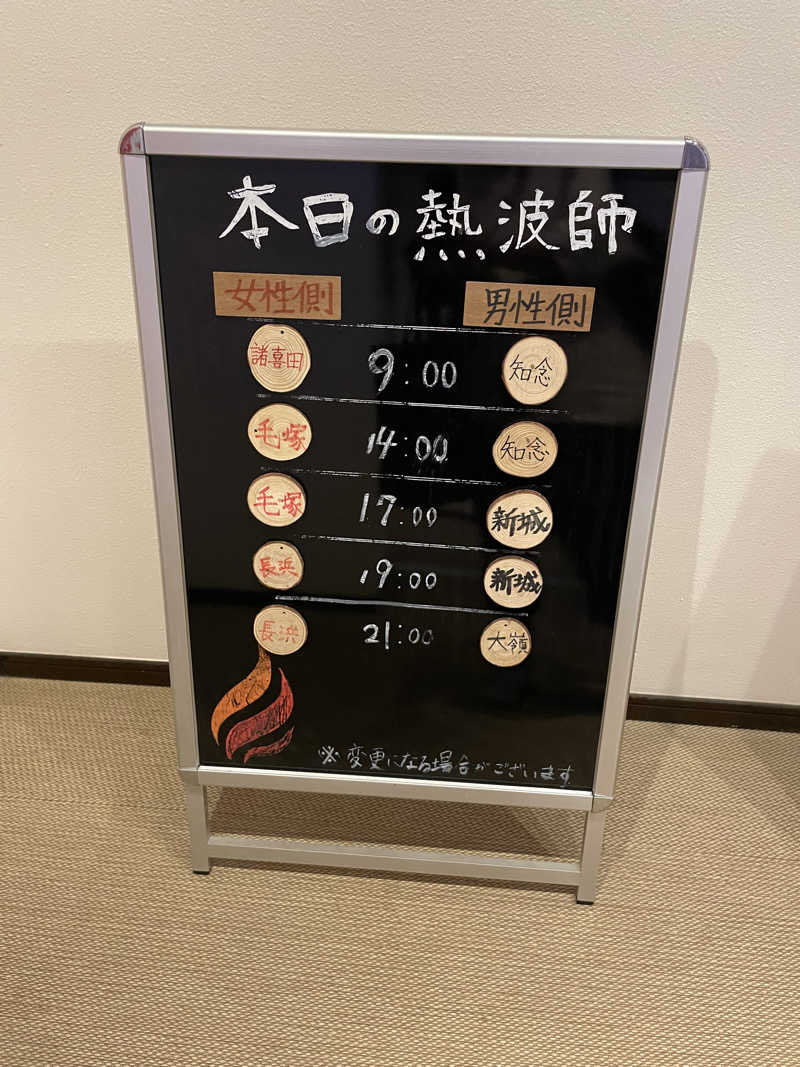 本日の熱波師
女性側 男性側
諸喜田 9:00 知念
毛塚 14:00 知念
毛塚 17:00 新城
長浜 19:00 新城
長浜 21:00 大嶺
※変更になる場合がございます